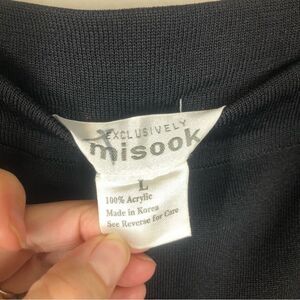 EXCLUSIVELY
misook
L
100% Acrylic
Made in Korea
See Reverse for Care